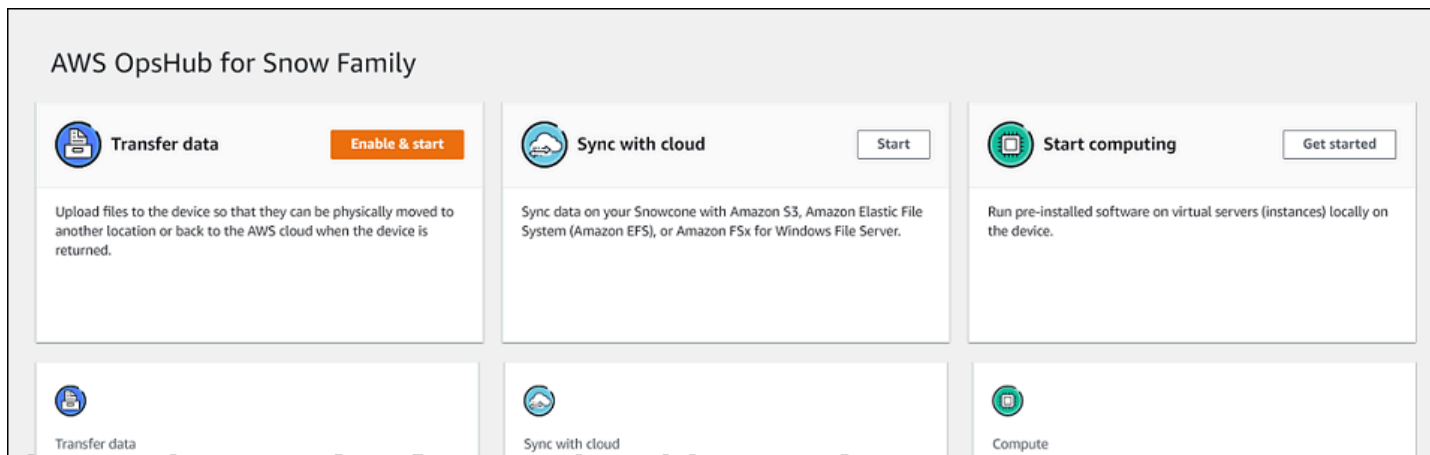 AWS OpsHub for Snow Family
Transfer data
Enable & start
Upload files to the device so that they can be physically moved to
another location or back to the AWS cloud when the device is
returned.
Sync with cloud
Start
Sync data on your Snowcone with Amazon S3, Amazon Elastic File
System (Amazon EFS), or Amazon FSx for Windows File Server.
Start computing
Get started
Run pre-installed software on virtual servers (instances) locally on
the device.
Transfer data
Sync with cloud
Compute